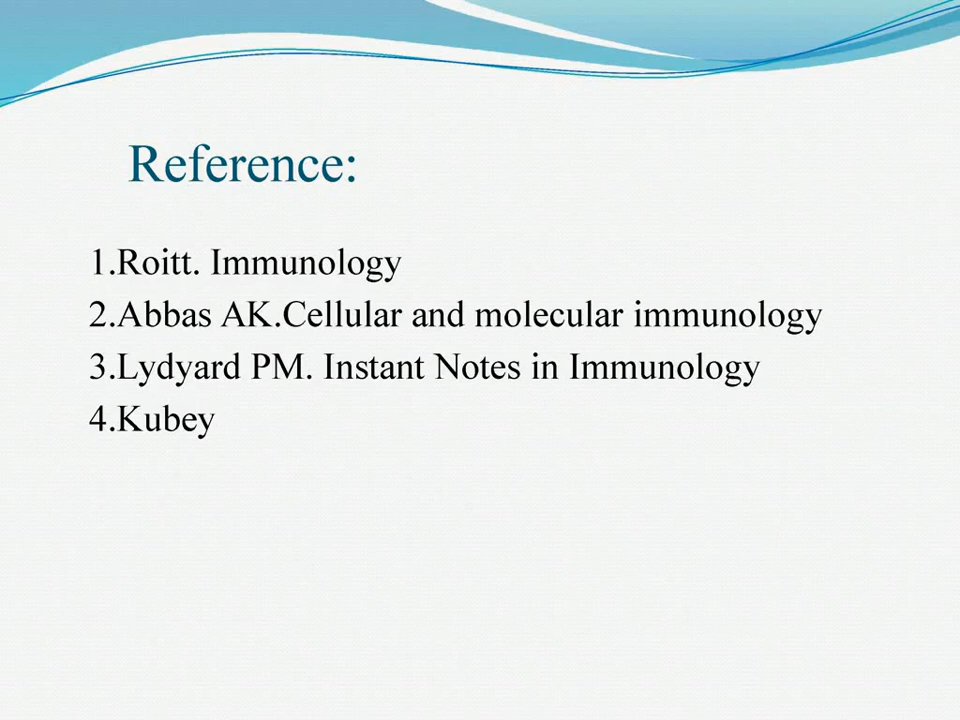 Reference:
1.Roitt. Immunology
2.Abbas AK.Cellular and molecular immunology
3.Lydyard PM. Instant Notes in Immunology
4.Kubey